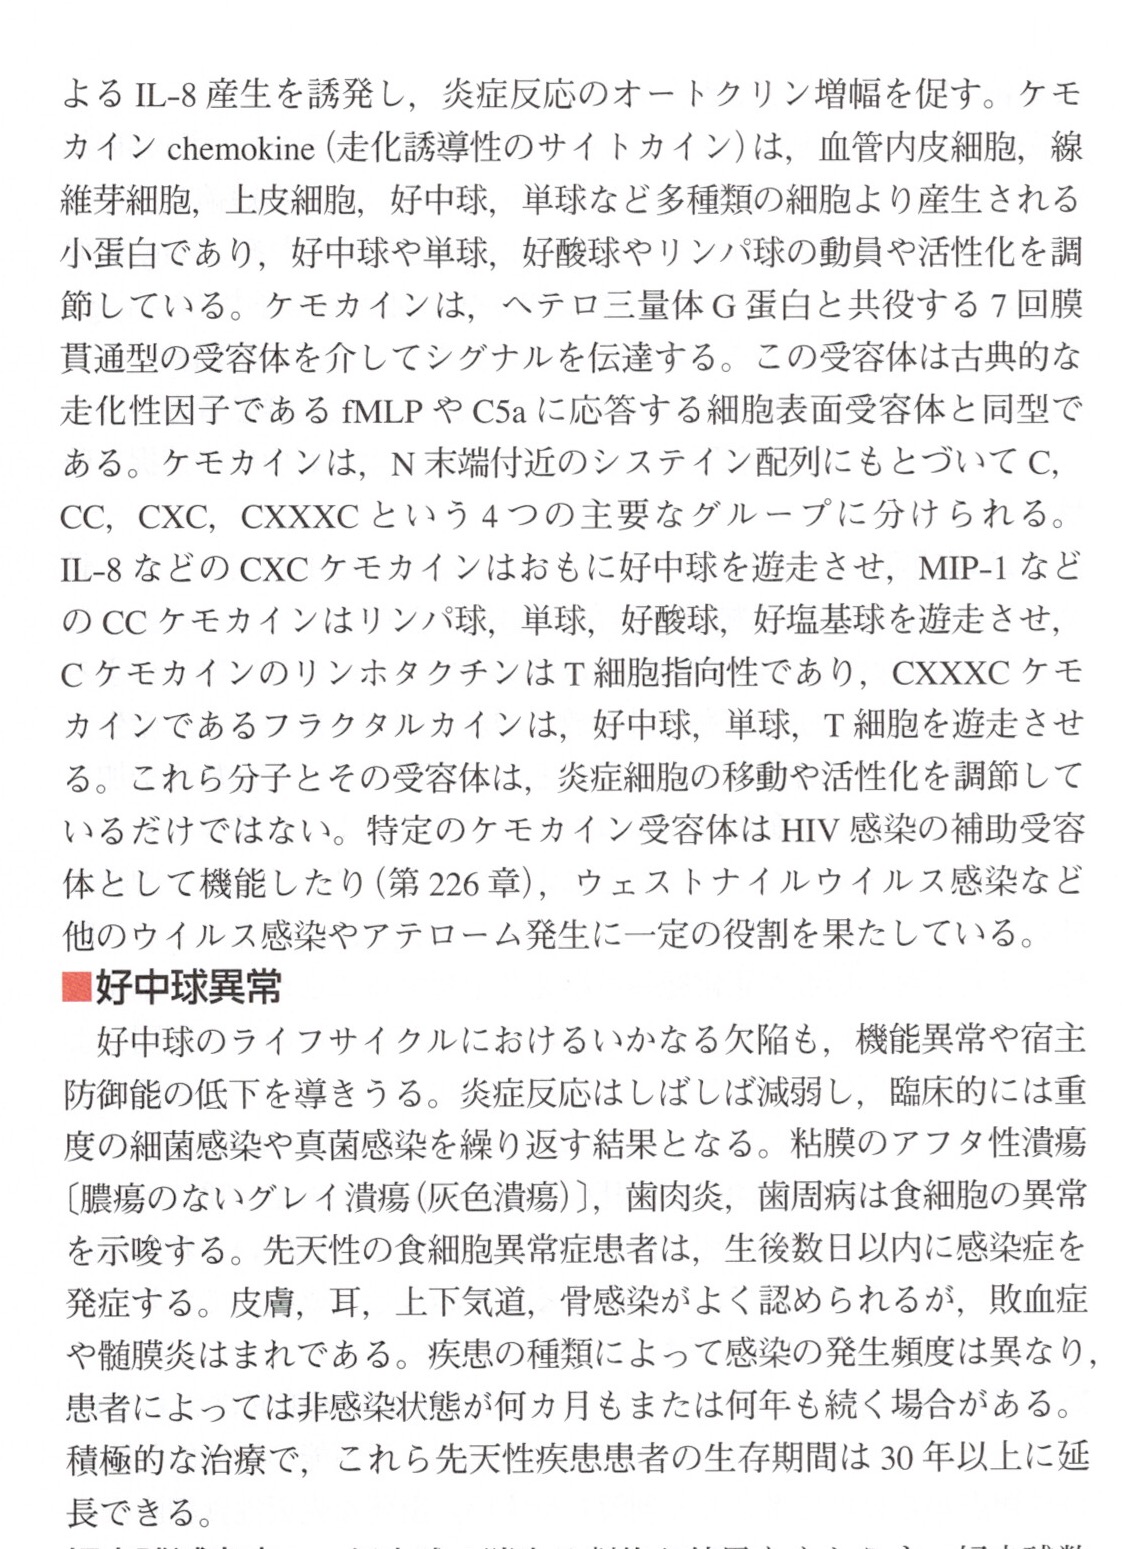 よる IL-8 産生を誘発し，炎症反応のオートクリン増幅を促す。ケモ
カイン chemokine（走化誘導性のサイトカイン）は，血管内皮細胞，線
維芽細胞，上皮細胞，好中球，単球など多種類の細胞より産生される
小蛋白であり，好中球や単球，好酸球やリンパ球の動員や活性化を調
節している。ケモカインは，ヘテロ三量体 G 蛋白と共役する 7 回膜
貫通型の受容体を介してシグナルを伝達する。この受容体は古典的な
走化性因子である fMLP や C5a に応答する細胞表面受容体と同型で
ある。ケモカインは，N 末端付近のシステイン配列にもとづいて C，
CC，CXC，CXXXC という 4 つの主要なグループに分けられる。
IL-8 などの CXC ケモカインはおもに好中球を遊走させ，MIP-1 など
の CC ケモカインはリンパ球，単球，好酸球，好塩基球を遊走させ，
C ケモカインのリンホタクチンは T 細胞指向性であり，CXXXC ケモ
カインであるフラクタルカインは，好中球，単球，T 細胞を遊走させ
る。これら分子とその受容体は，炎症細胞の移動や活性化を調節して
いるだけではない。特定のケモカイン受容体は HIV 感染の補助受容
体として機能したり（第 226 章），ウェストナイルウイルス感染など
他のウイルス感染やアテローム発生に一定の役割を果たしている。
■好中球異常
好中球のライフサイクルにおけるいかなる欠陥も，機能異常や宿主
防御能の低下を導きうる。炎症反応はしばしば減弱し，臨床的には重
度の細菌感染や真菌感染を繰り返す結果となる。粘膜のアフタ性潰瘍
〔膿瘍のないグレイ潰瘍（灰色潰瘍）］，歯肉炎，歯周病は食細胞の異常
を示唆する。先天性の食細胞異常症患者は，生後数日以内に感染症を
発症する。皮膚，耳，上下気道，骨感染がよく認められるが，敗血症
や髄膜炎はまれである。疾患の種類によって感染の発生頻度は異なり，
患者によっては非感染状態が何カ月もまたは何年も続く場合がある。
積極的な治療で，これら先天性疾患患者の生存期間は 30 年以上に延
長できる。